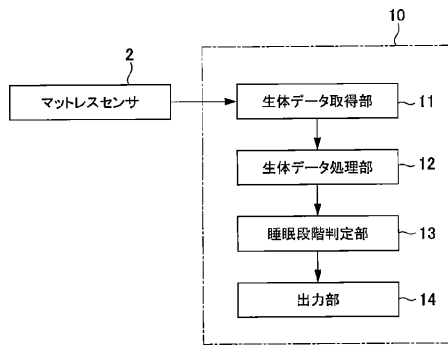 10
2
マットレスセンサ
生体データ取得部
11
生体データ処理部
12
睡眠段階判定部
13
出力部
14